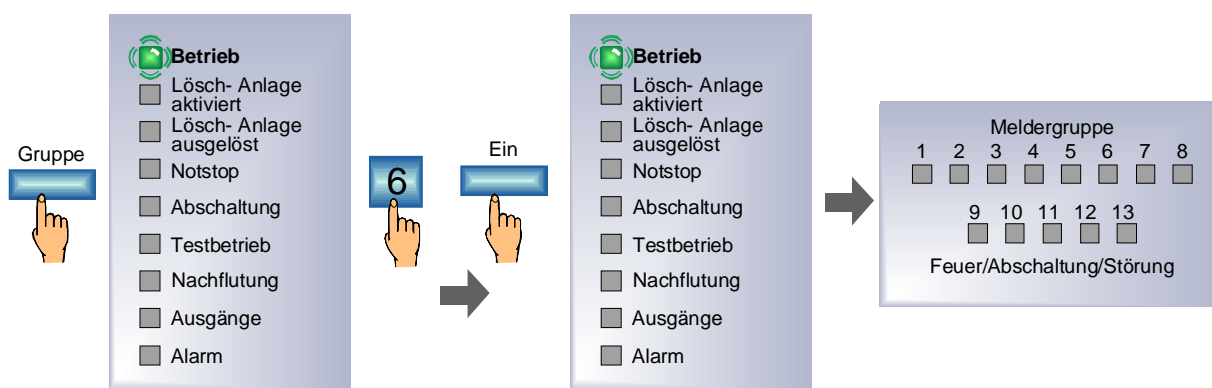 Gruppe
Betrieb
Lösch- Anlage
aktiviert
Lösch- Anlage
ausgelöst
Notstop
Abschaltung
Testbetrieb
Nachflutung
Ausgänge
Alarm
6
Ein
Betrieb
Lösch- Anlage
aktiviert
Lösch- Anlage
ausgelöst
Notstop
Abschaltung
Testbetrieb
Nachflutung
Ausgänge
Alarm
Meldergruppe
1 2 3 4 5 6 7 8
9 10 11 12 13
Feuer/Abschaltung/Störung